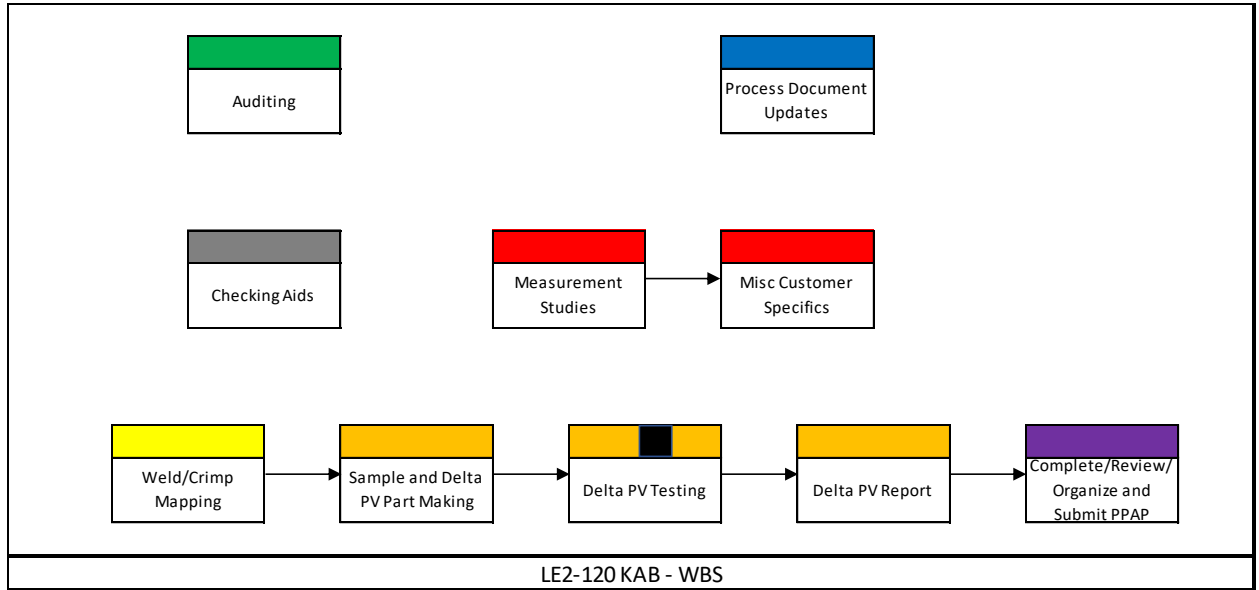 Auditing
Process Document
Updates
Checking Aids
Measurement
Studies
Misc Customer
Specifics
Weld/Crimp
Mapping
Sample and Delta
PV Part Making
Delta PV Testing
Delta PV Report
Complete/Review/
Organize and
Submit PPAP
LE2-120 KAB - WBS